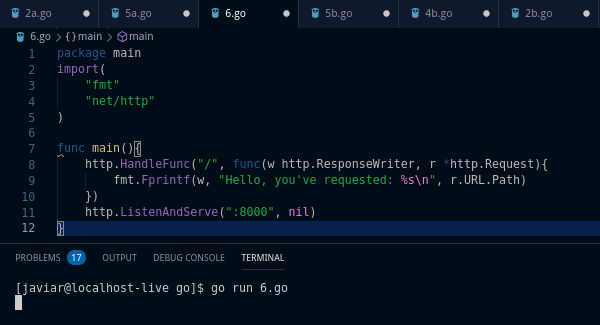 2a.go 5a.go 6.go 5b.go 4b.go 2b.go
6.go > {} main > main
1 package main
2 import(
3 "fmt"
4 "net/http"
5 )
6
7 func main(){
8 http.HandleFunc("/", func(w http.ResponseWriter, r *http.Request){
9 fmt.Fprintf(w, "Hello, you've requested: %s\n", r.URL.Path)
10 })
11 http.ListenAndServe(":8000", nil)
12 }
PROBLEMS 17 OUTPUT DEBUG CONSOLE TERMINAL
[javiar@localhost-live go]$ go run 6.go